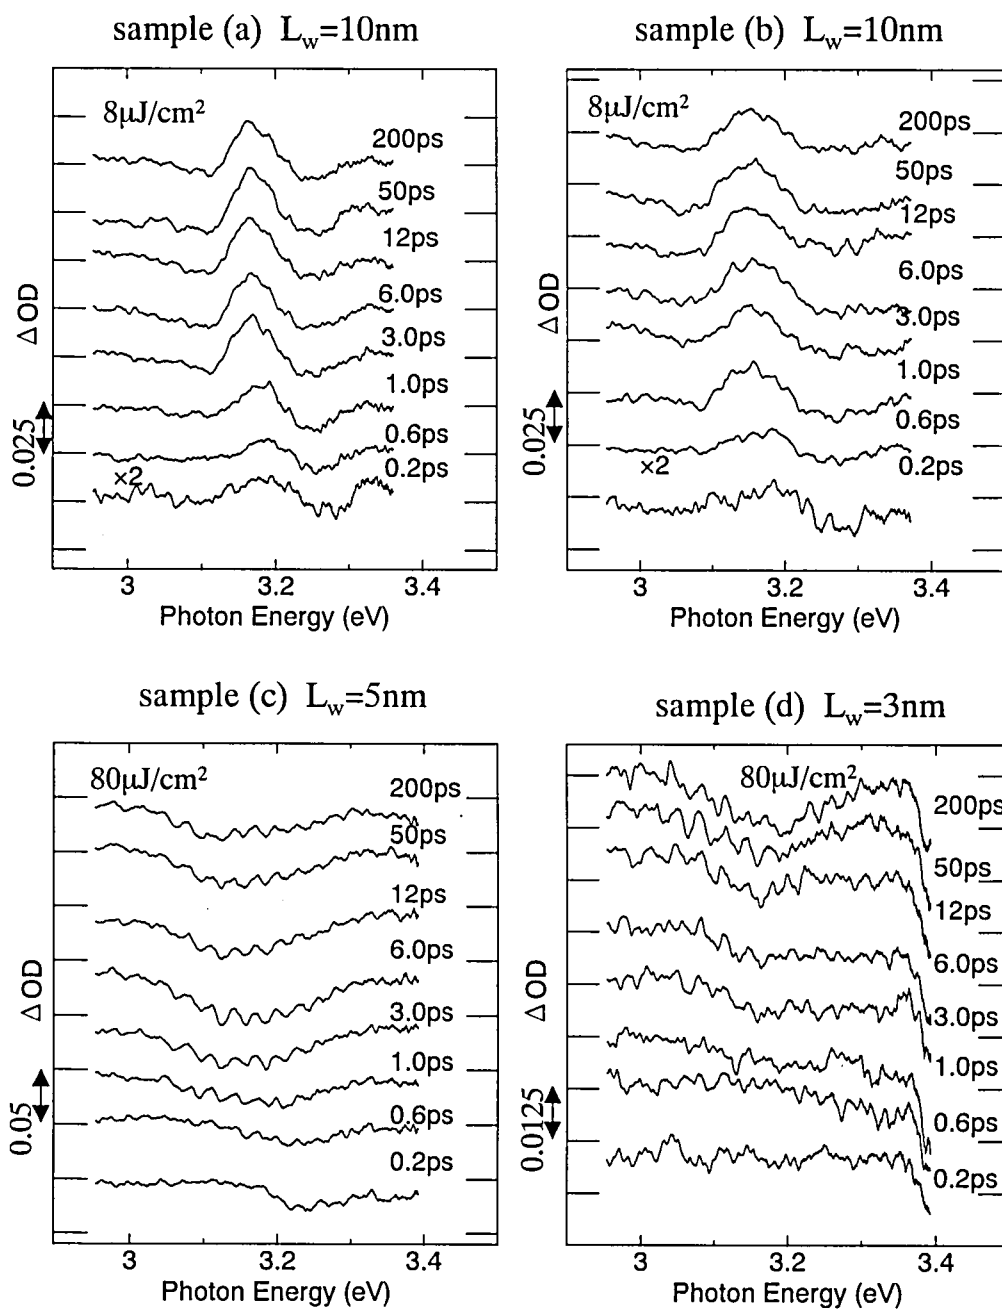 sample (a) L_w=10nm
8μJ/cm²
200ps
50ps
12ps
6.0ps
3.0ps
1.0ps
0.6ps
0.2ps
×2
Δ OD
0.025
3
3.2
3.4
Photon Energy (eV)
sample (b) L_w=10nm
8μJ/cm²
200ps
50ps
12ps
6.0ps
3.0ps
1.0ps
0.6ps
0.2ps
×2
Δ OD
0.025
3
3.2
3.4
Photon Energy (eV)
sample (c) L_w=5nm
80μJ/cm²
200ps
50ps
12ps
6.0ps
3.0ps
1.0ps
0.6ps
0.2ps
Δ OD
0.05
3
3.2
3.4
Photon Energy (eV)
sample (d) L_w=3nm
80μJ/cm²
200ps
50ps
12ps
6.0ps
3.0ps
1.0ps
0.6ps
0.2ps
Δ OD
0.0125
3
3.2
3.4
Photon Energy (eV)